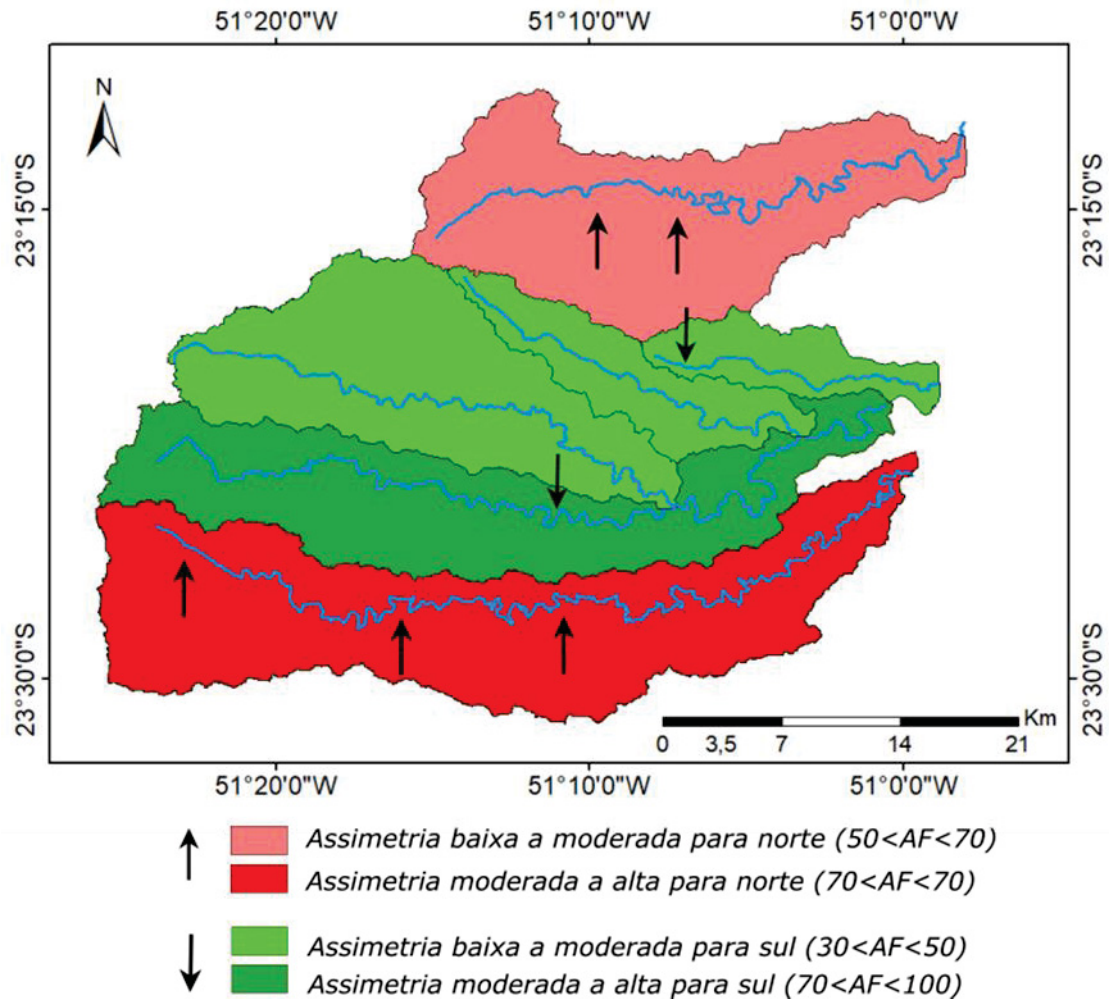 51°20'0"W 51°10'0"W 51°0'0"W
N
23°15'0"S 23°15'0"S
23°30'0"S 23°30'0"S
Km
0 3,5 7 14 21
51°20'0"W 51°10'0"W 51°0'0"W
Assimetria baixa a moderada para norte (50<AF<70)
Assimetria moderada a alta para norte (70<AF<70)
Assimetria baixa a moderada para sul (30<AF<50)
Assimetria moderada a alta para sul (70<AF<100)